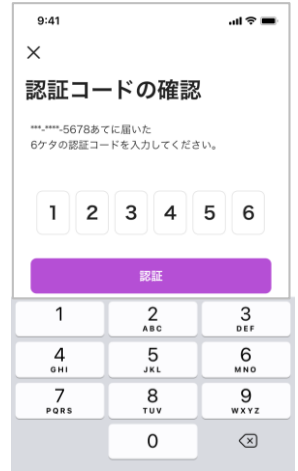 9:41
認証コードの確認
***-****-5678あてに届いた
6ケタの認証コードを入力してください。
1 2 3 4 5 6
認証
1 2 3
ABC DEF
4 5 6
GHI JKL MNO
7 8 9
PQRS TUV WXYZ
0